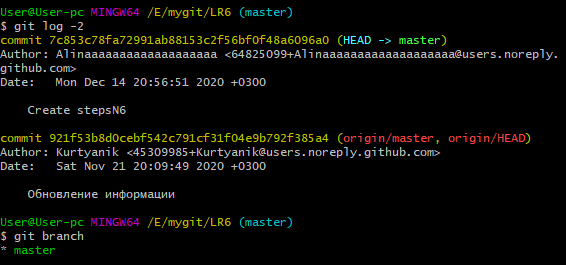 User@User-pc MINGW64 /E/mygit/LR6 (master)
$ git log -2
commit 7c853c78fa72991ab88153c2f56bf0f48a6096a0 (HEAD -> master)
Author: Alinaaaaaaaaaaaaaaaaaaa <64825099+Alinaaaaaaaaaaaaaaaaaaa@users.noreply.
github.com>
Date:   Mon Dec 14 20:56:51 2020 +0300

    Create stepsN6

commit 921f53b8d0cebf542c791cf31f04e9b792f385a4 (origin/master, origin/HEAD)
Author: Kurtyanik <45309985+Kurtyanik@users.noreply.github.com>
Date:   Sat Nov 21 20:09:49 2020 +0300

    Обновление информации

User@User-pc MINGW64 /E/mygit/LR6 (master)
$ git branch
* master